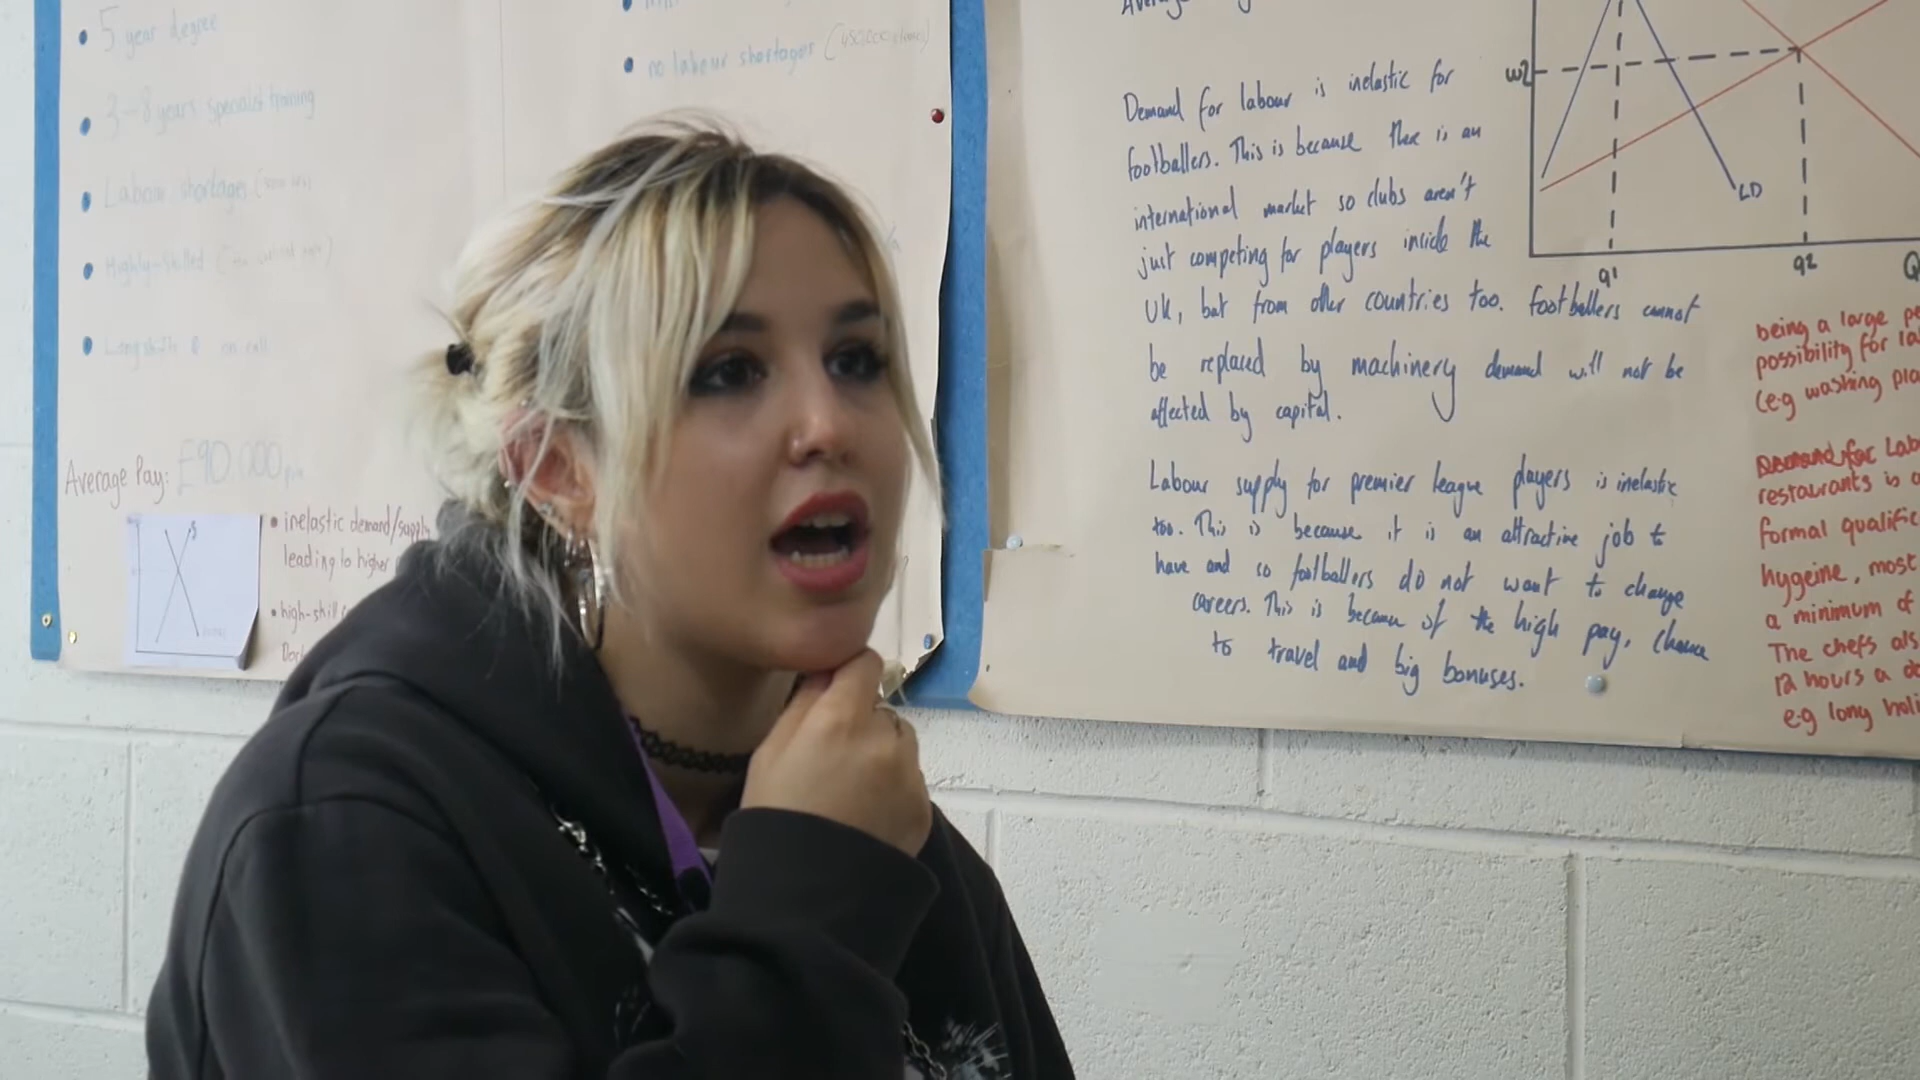 5 year degree
3-8 years specialist training
Labour shortages
Highly-skilled
on call
Average Pay: £90,000
S
inelastic demand/supply
leading to higher
high-skill
no labour shortages
Demand for labour is inelastic for
footballers. This is because there is an
international market so clubs aren't
just competing for players inside the
UK, but from other countries too. Footballers cannot
be replaced by machinery demand will not be
affected by capital.
Labour supply for premier league players is inelastic
too. This is because it is an attractive job to
have and so footballers do not want to change
careers. This is because of the high pay, chance
to travel and big bonuses.
w2
LD
q1
q2
Q
being a large
possibility for
(e.g washing
Demand for
restaurants is
formal
hygeine, most
a minimum of
The chefs
12 hours a
e.g long